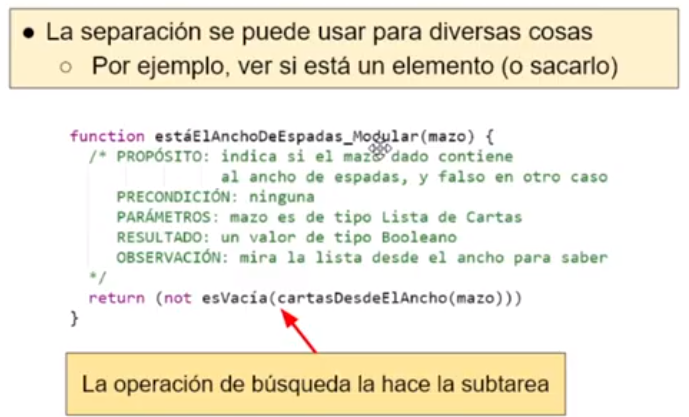 ● La separación se puede usar para diversas cosas
○ Por ejemplo, ver si está un elemento (o sacarlo)
function estáElAnchoDeEspadas_Modular(mazo) {
/* PROPÓSITO: indica si el mazo dado contiene
al ancho de espadas, y falso en otro caso
PRECONDICIÓN: ninguna
PARÁMETROS: mazo es de tipo Lista de Cartas
RESULTADO: un valor de tipo Booleano
OBSERVACIÓN: mira la lista desde el ancho para saber
*/
return (not esVacía(cartasDesdeElAncho(mazo)))
}
La operación de búsqueda la hace la subtarea